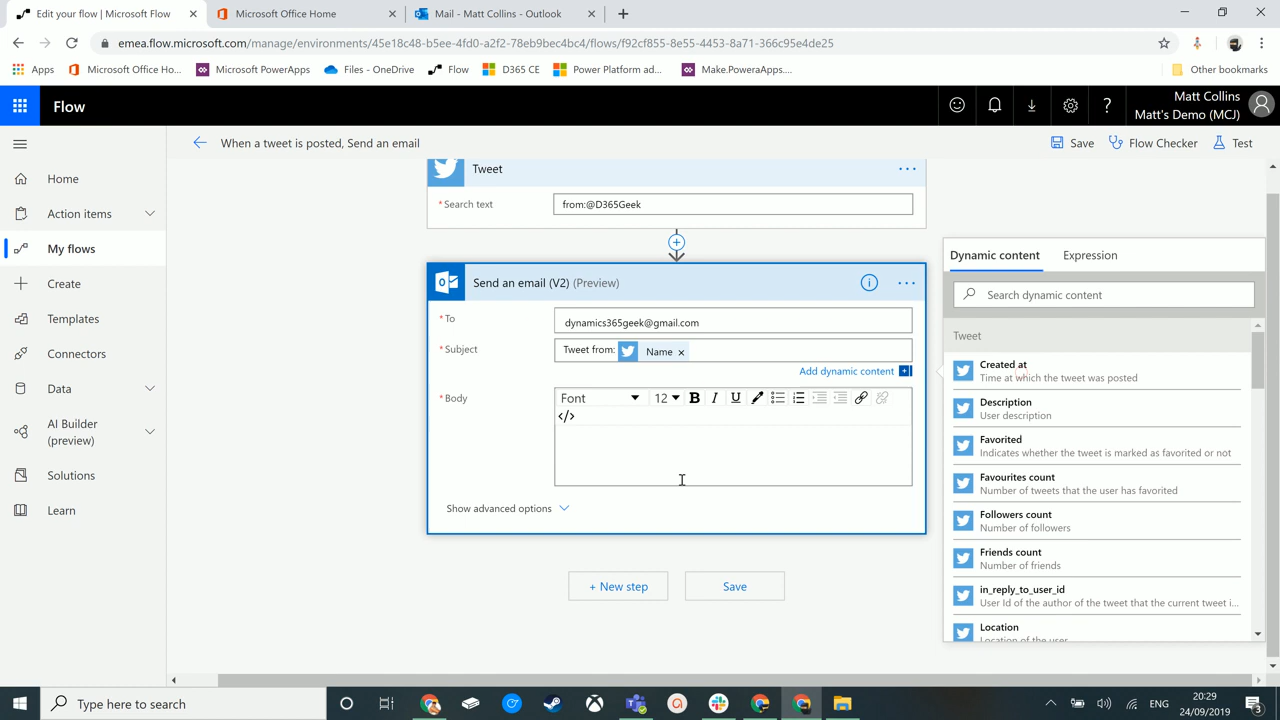 Edit your flow | Microsoft Flow
Microsoft Office Home
Mail - Matt Collins - Outlook
emea.flow.microsoft.com/manage/environments/45e18c48-b5ee-4fd0-a2f2-78eb9bec4bc4/flows/f92cf855-8e55-4453-8a71-366c95e4de25
Apps
Microsoft Office Ho...
Microsoft PowerApps
Files - OneDrive
Flow
D365 CE
Power Platform ad...
Make.PoweraApps....
Other bookmarks
Flow
Matt Collins
Matt's Demo (MCJ)
When a tweet is posted, Send an email
Save
Flow Checker
Test
Home
Action items
My flows
Create
Templates
Connectors
Data
AI Builder
(preview)
Solutions
Learn
Tweet
* Search text
from:@D365Geek
Send an email (V2) (Preview)
* To
dynamics365geek@gmail.com
* Subject
Tweet from: Name ×
Add dynamic content
* Body
Font
12
B I U
</>
Show advanced options
+ New step
Save
Dynamic content
Expression
Search dynamic content
Tweet
Created at
Time at which the tweet was posted
Description
User description
Favorited
Indicates whether the tweet is marked as favorited or not
Favourites count
Number of tweets that the user has favorited
Followers count
Number of followers
Friends count
Number of friends
in_reply_to_user_id
User Id of the author of the tweet that the current tweet i...
Location
Location of the user
Type here to search
ENG
20:29
24/09/2019
3